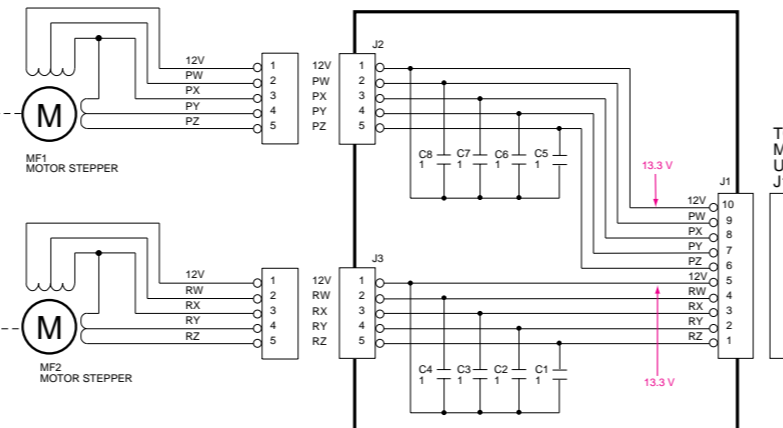 J2
12V 1 12V 1
PW 2 PW 2
PX 3 PX 3
PY 4 PY 4
PZ 5 PZ 5
M
MF1
MOTOR STEPPER
C8 C7 C6 C5
1 1 1 1
13.3 V
J1
12V 10
PW 9
PX 8
PY 7
PZ 6
12V 5
RW 4
RX 3
RY 2
RZ 1
J3
12V 1 12V 1
RW 2 RW 2
RX 3 RX 3
RY 4 RY 4
RZ 5 RZ 5
M
MF2
MOTOR STEPPER
C4 C3 C2 C1
1 1 1 1
13.3 V
T
M
U